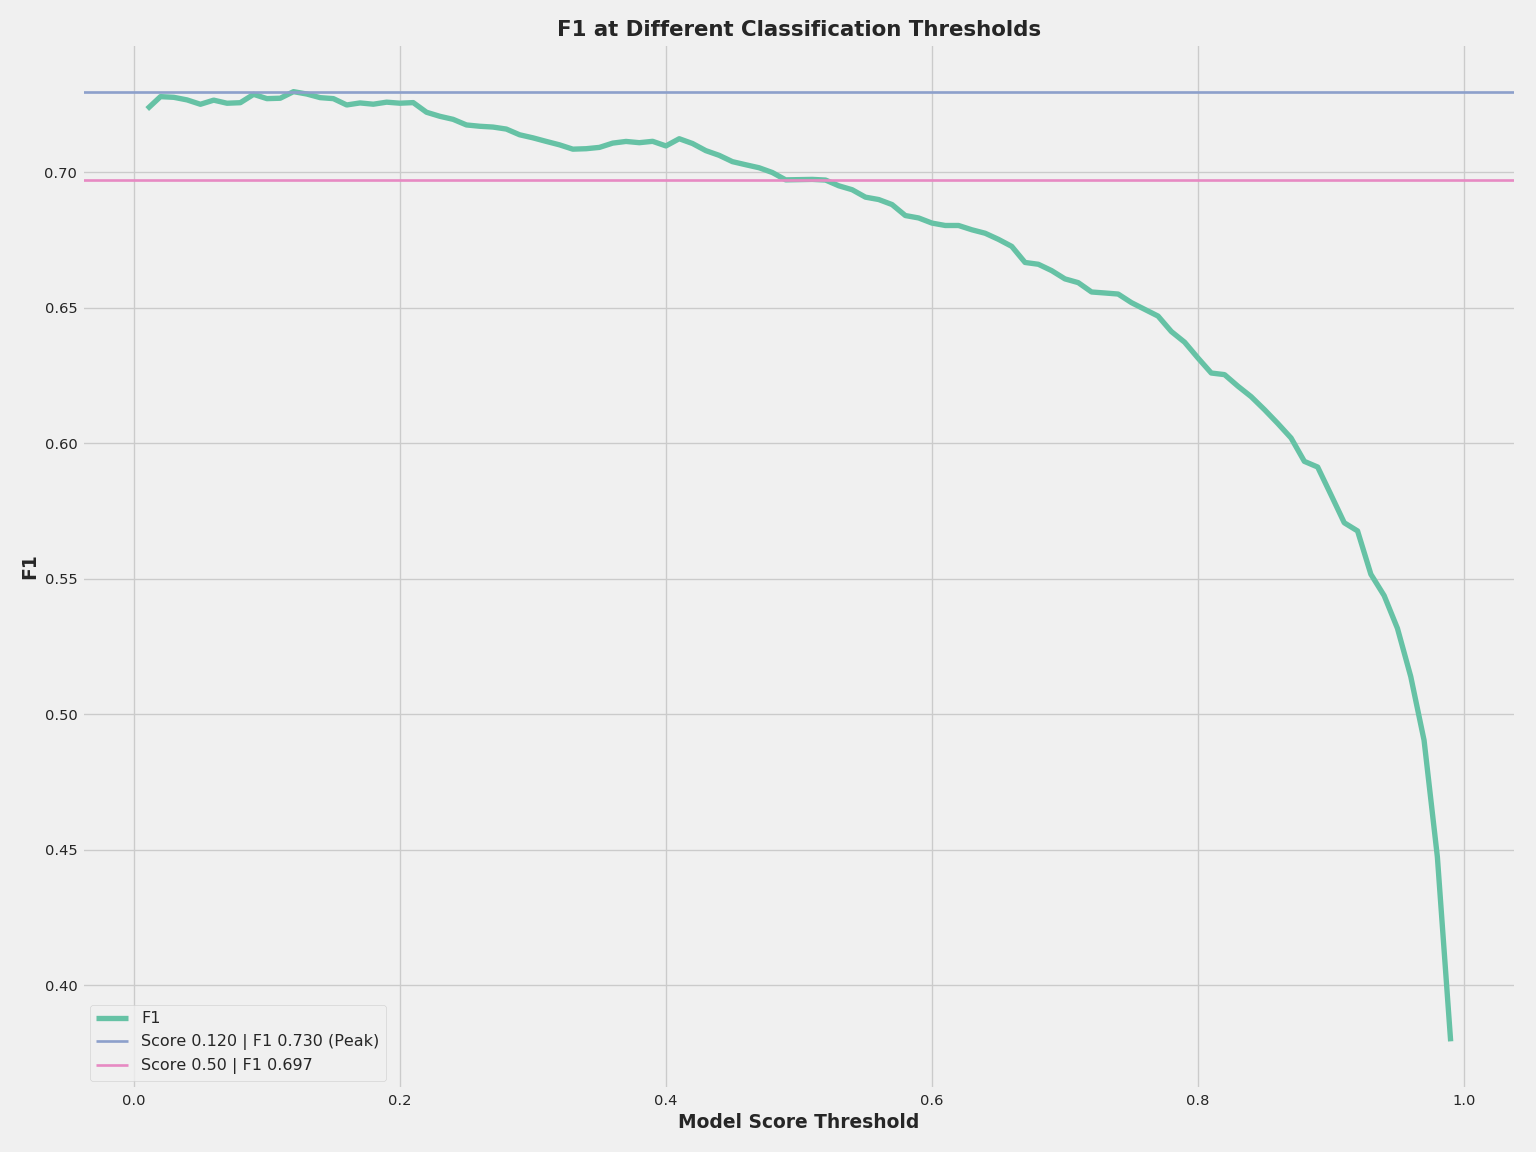 F1 at Different Classification Thresholds
F1
0.70
0.65
0.60
0.55
0.50
0.45
0.40
F1
Score 0.120 | F1 0.730 (Peak)
Score 0.50 | F1 0.697
0.0 0.2 0.4 0.6 0.8 1.0
Model Score Threshold